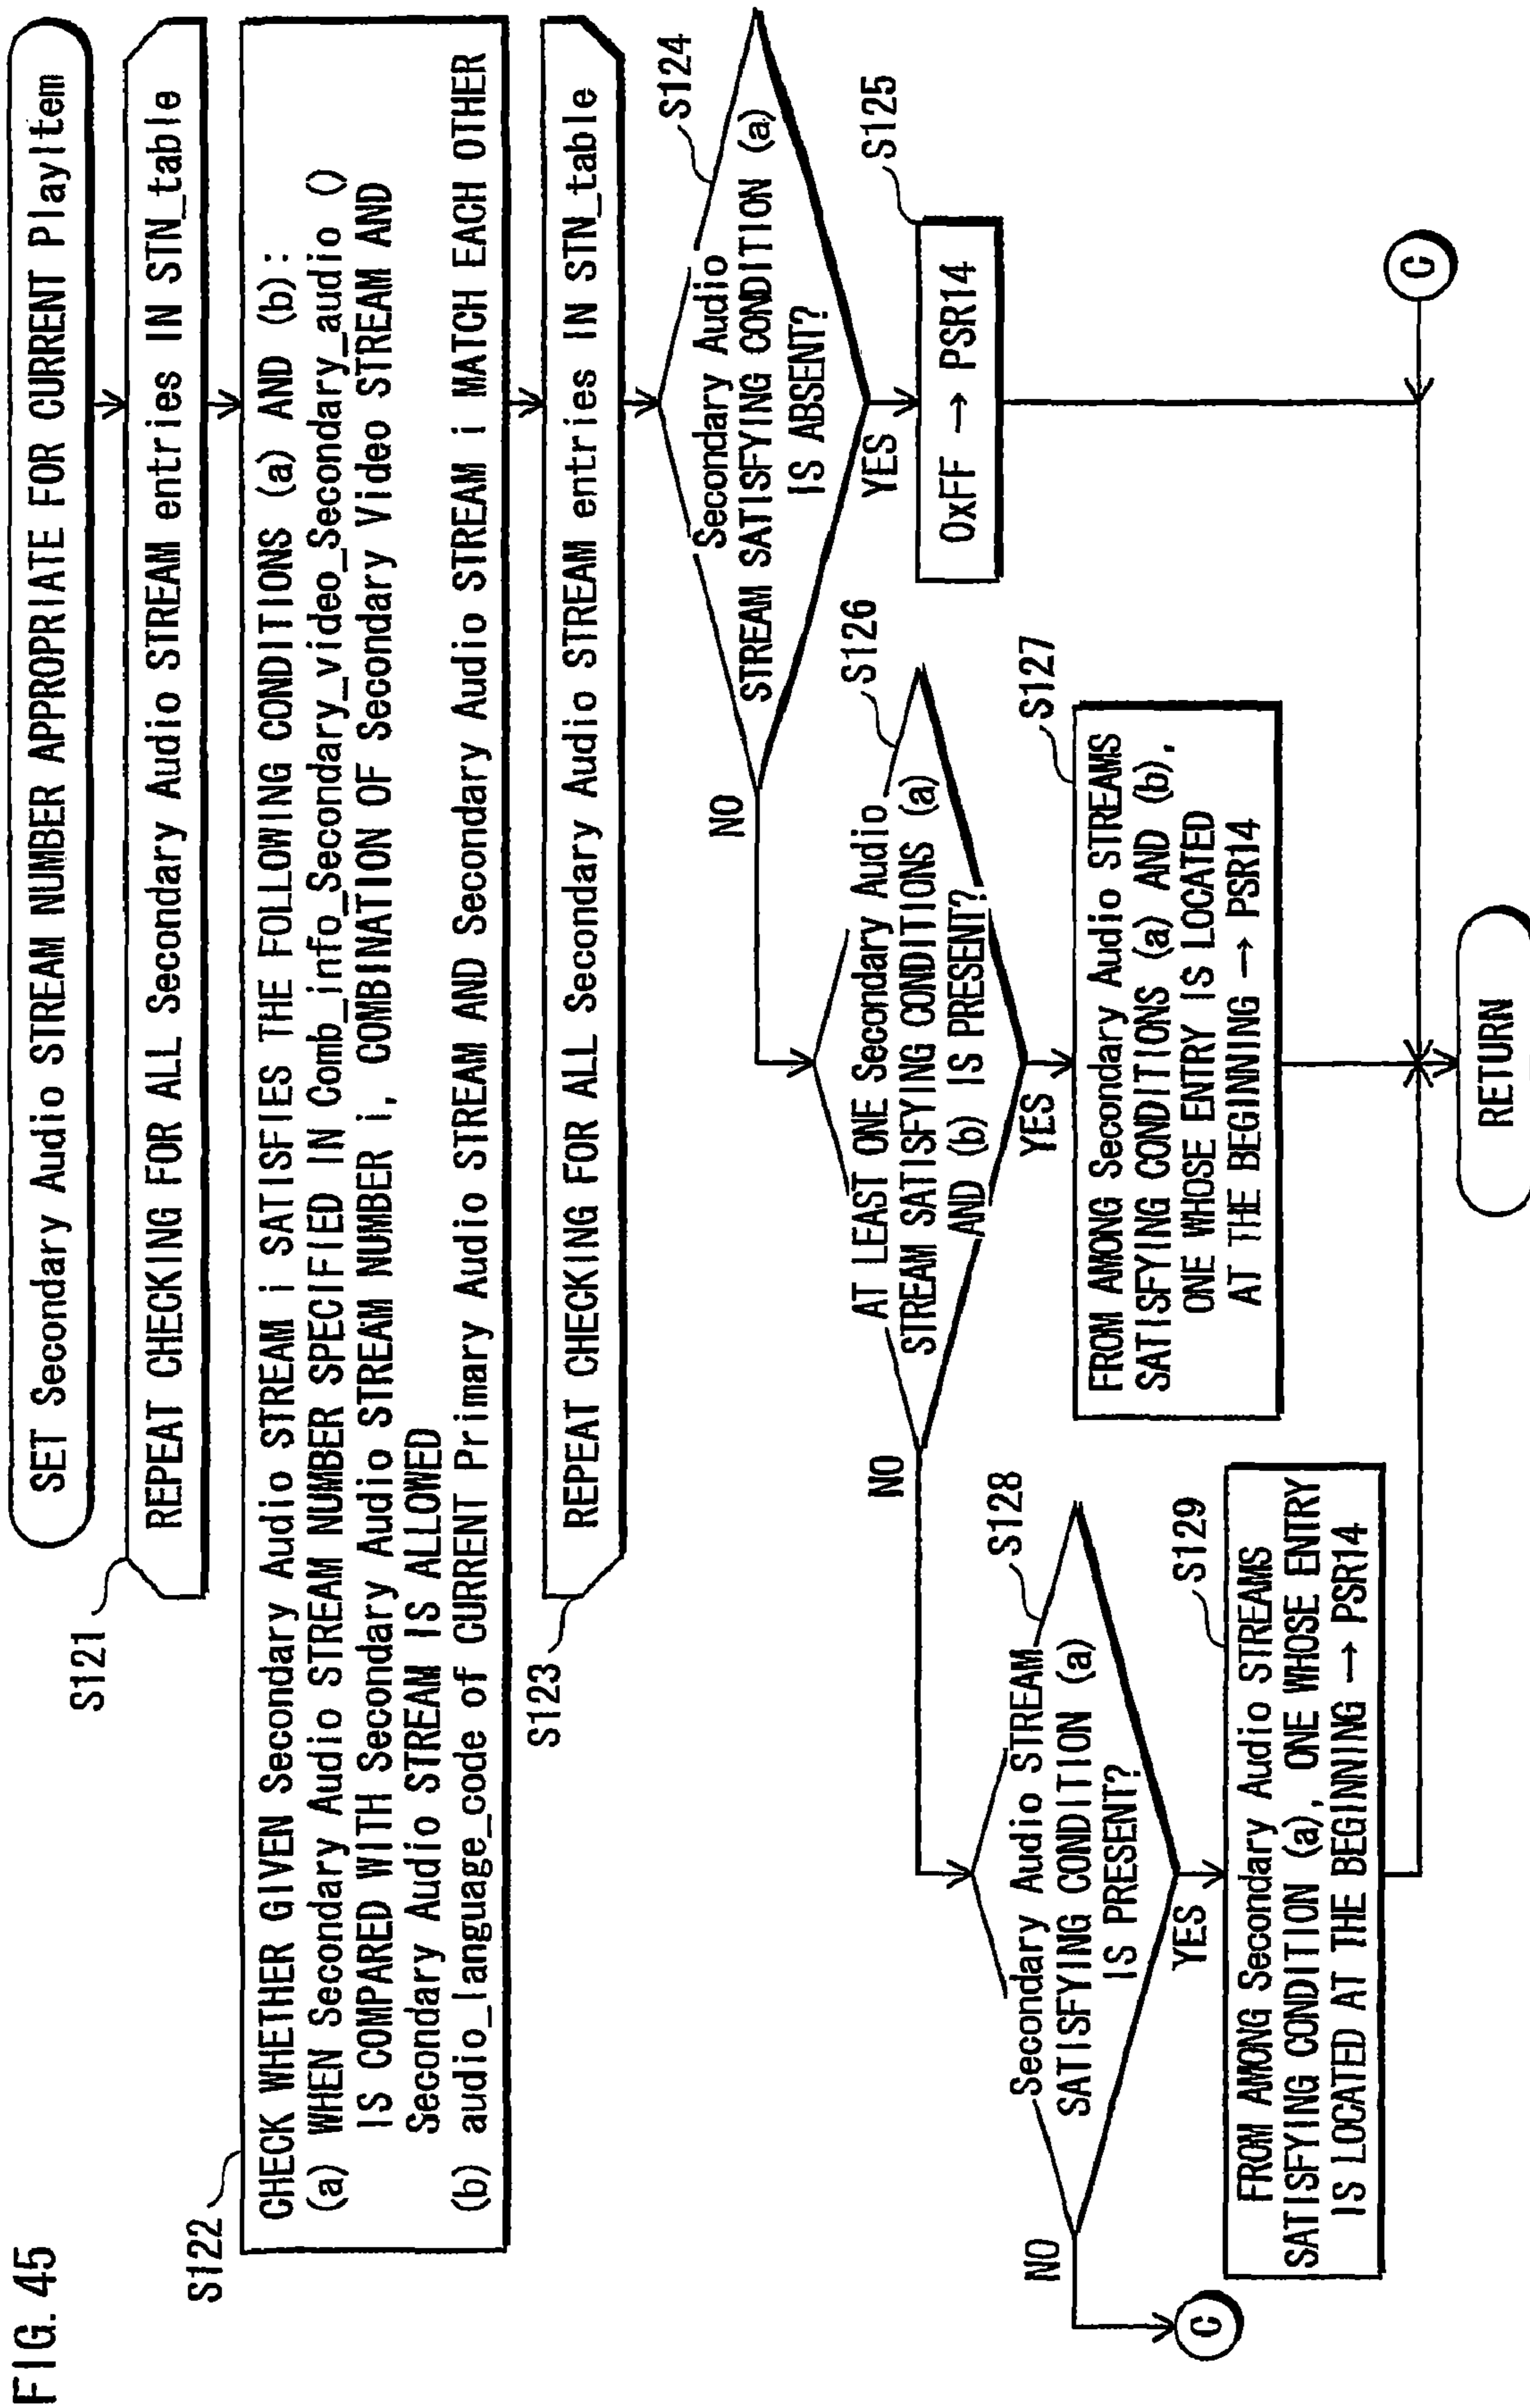 FIG. 45
SET Secondary Audio STREAM NUMBER APPROPRIATE FOR CURRENT PlayItem
S121
REPEAT CHECKING FOR ALL Secondary Audio STREAM entries IN STN_table
S122
CHECK WHETHER GIVEN Secondary Audio STREAM i SATISFIES THE FOLLOWING CONDITIONS (a) AND (b):
(a) WHEN Secondary Audio STREAM NUMBER SPECIFIED IN Comb_info_Secondary_video_Secondary_audio ()
IS COMPARED WITH Secondary Audio STREAM NUMBER i, COMBINATION OF Secondary Video STREAM AND
Secondary Audio STREAM IS ALLOWED
(b) audio_language_code of CURRENT Primary Audio STREAM AND Secondary Audio STREAM i MATCH EACH OTHER
S123
REPEAT CHECKING FOR ALL Secondary Audio STREAM entries IN STN_table
S124
Secondary Audio
STREAM SATISFYING CONDITION (a)
IS ABSENT?
NO
YES
S125
0xFF → PSR14
S126
AT LEAST ONE Secondary Audio
STREAM SATISFYING CONDITIONS (a)
AND (b) IS PRESENT?
NO
YES
S127
FROM AMONG Secondary Audio STREAMS
SATISFYING CONDITIONS (a) AND (b),
ONE WHOSE ENTRY IS LOCATED
AT THE BEGINNING → PSR14
S128
Secondary Audio STREAM
SATISFYING CONDITION (a)
IS PRESENT?
NO
YES
S129
FROM AMONG Secondary Audio STREAMS
SATISFYING CONDITION (a), ONE WHOSE ENTRY
IS LOCATED AT THE BEGINNING → PSR14
C
C
RETURN